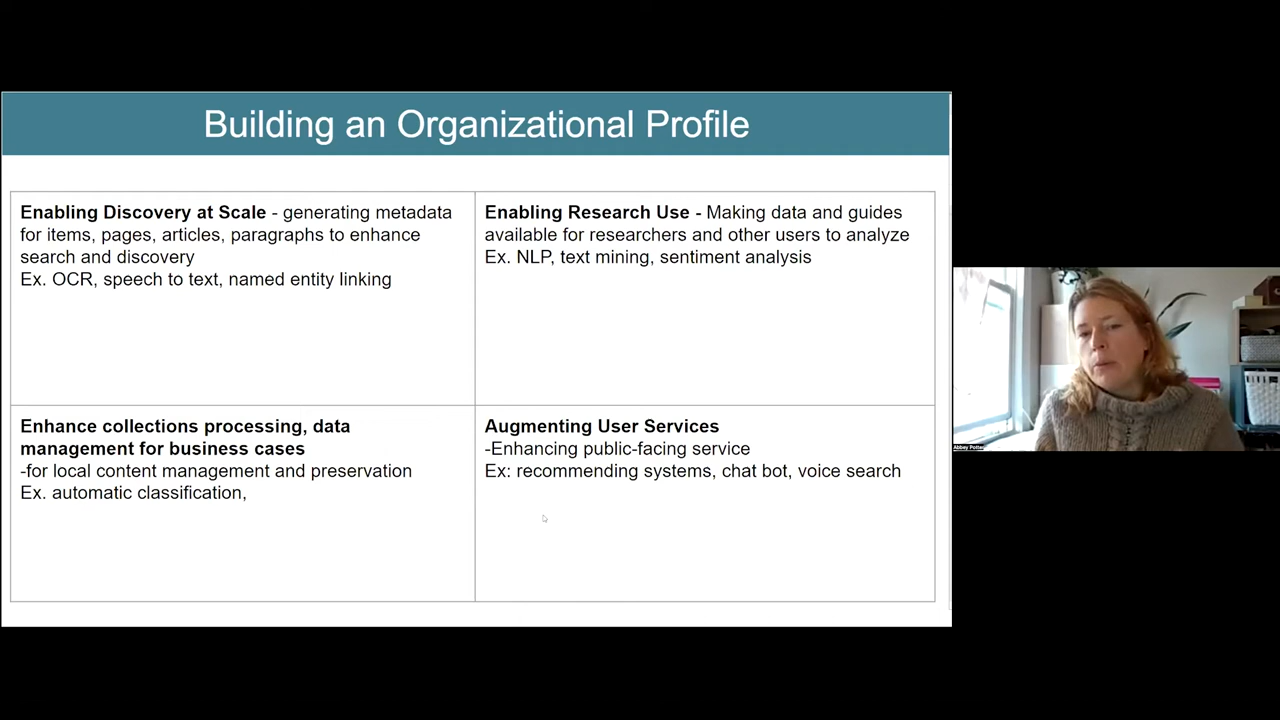 Building an Organizational Profile
Enabling Discovery at Scale - generating metadata
for items, pages, articles, paragraphs to enhance
search and discovery
Ex. OCR, speech to text, named entity linking
Enabling Research Use - Making data and guides
available for researchers and other users to analyze
Ex. NLP, text mining, sentiment analysis
Enhance collections processing, data
management for business cases
-for local content management and preservation
Ex. automatic classification,
Augmenting User Services
-Enhancing public-facing service
Ex: recommending systems, chat bot, voice search
Abbey Potter